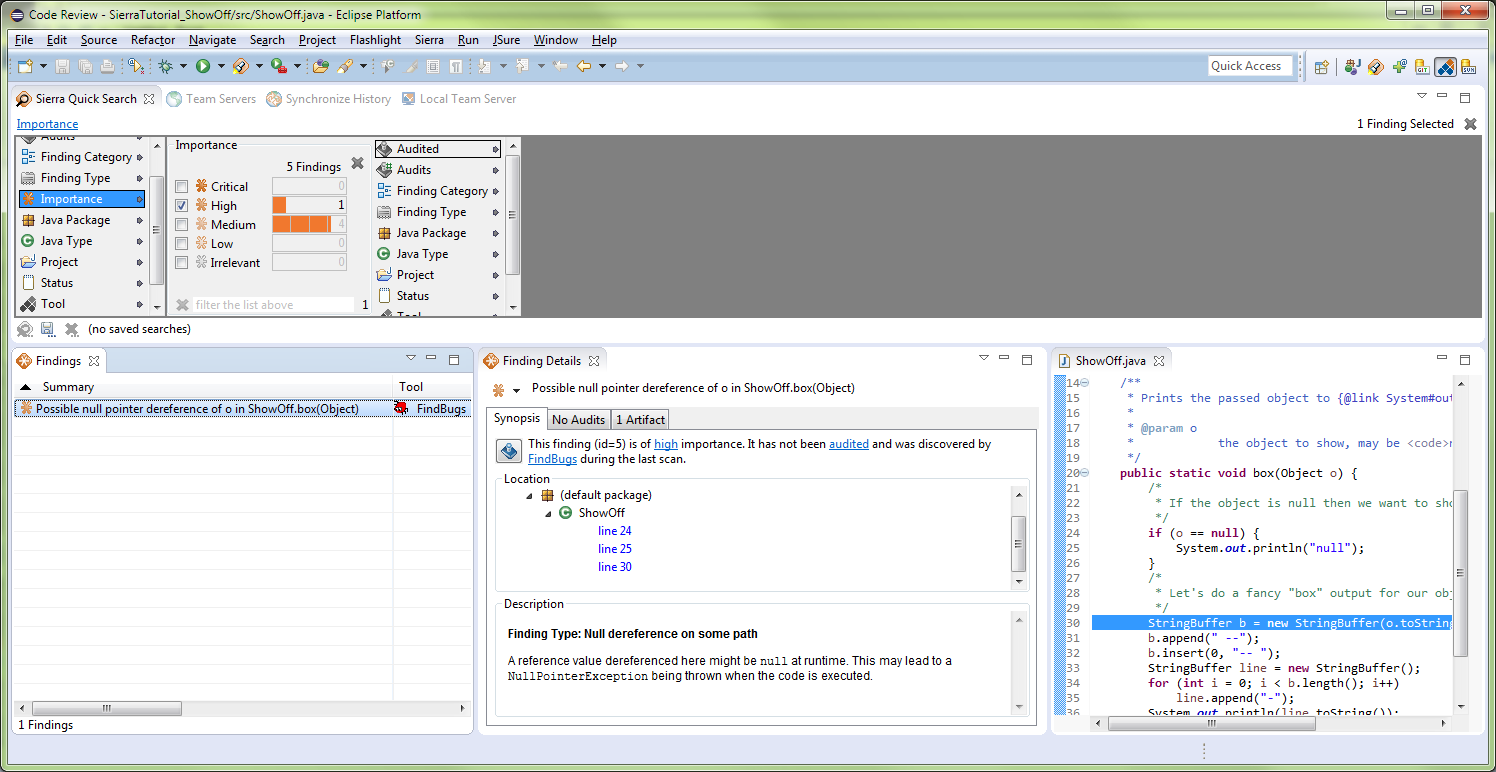 Code Review - SierraTutorial_ShowOff/src/ShowOff.java - Eclipse Platform
File Edit Source Refactor Navigate Search Project Flashlight Sierra Run JSure Window Help
Quick Access
GIT
SUN
Sierra Quick Search Team Servers Synchronize History Local Team Server
Importance
1 Finding Selected
Audits
Finding Category
Finding Type
Importance
Java Package
Java Type
Project
Status
Tool
Importance
5 Findings
Critical 0
High 1
Medium 4
Low 0
Irrelevant 0
filter the list above 1
Audited
Audits
Finding Category
Finding Type
Java Package
Java Type
Project
Status
Tool
(no saved searches)
Findings
Summary Tool
Possible null pointer dereference of o in ShowOff.box(Object) FindBugs
1 Findings
Finding Details
Possible null pointer dereference of o in ShowOff.box(Object)
Synopsis No Audits 1 Artifact
This finding (id=5) is of high importance. It has not been audited and was discovered by
FindBugs during the last scan.
Location
(default package)
ShowOff
line 24
line 25
line 30
Description
Finding Type: Null dereference on some path
A reference value dereferenced here might be null at runtime. This may lead to a
NullPointerException being thrown when the code is executed.
ShowOff.java
14 /**
15 * Prints the passed object to {@link System#out
16 *
17 * @param o
18 * the object to show, may be <code>n
19 */
20 public static void box(Object o) {
21 /*
22 * If the object is null then we want to sho
23 */
24 if (o == null) {
25 System.out.println("null");
26 }
27 /*
28 * Let's do a fancy "box" output for our obj
29 */
30 StringBuffer b = new StringBuffer(o.toString
31 b.append(" --");
32 b.insert(0, "-- ");
33 StringBuffer line = new StringBuffer();
34 for (int i = 0; i < b.length(); i++)
35 line.append("-");
36 System.out.println(line.toString());